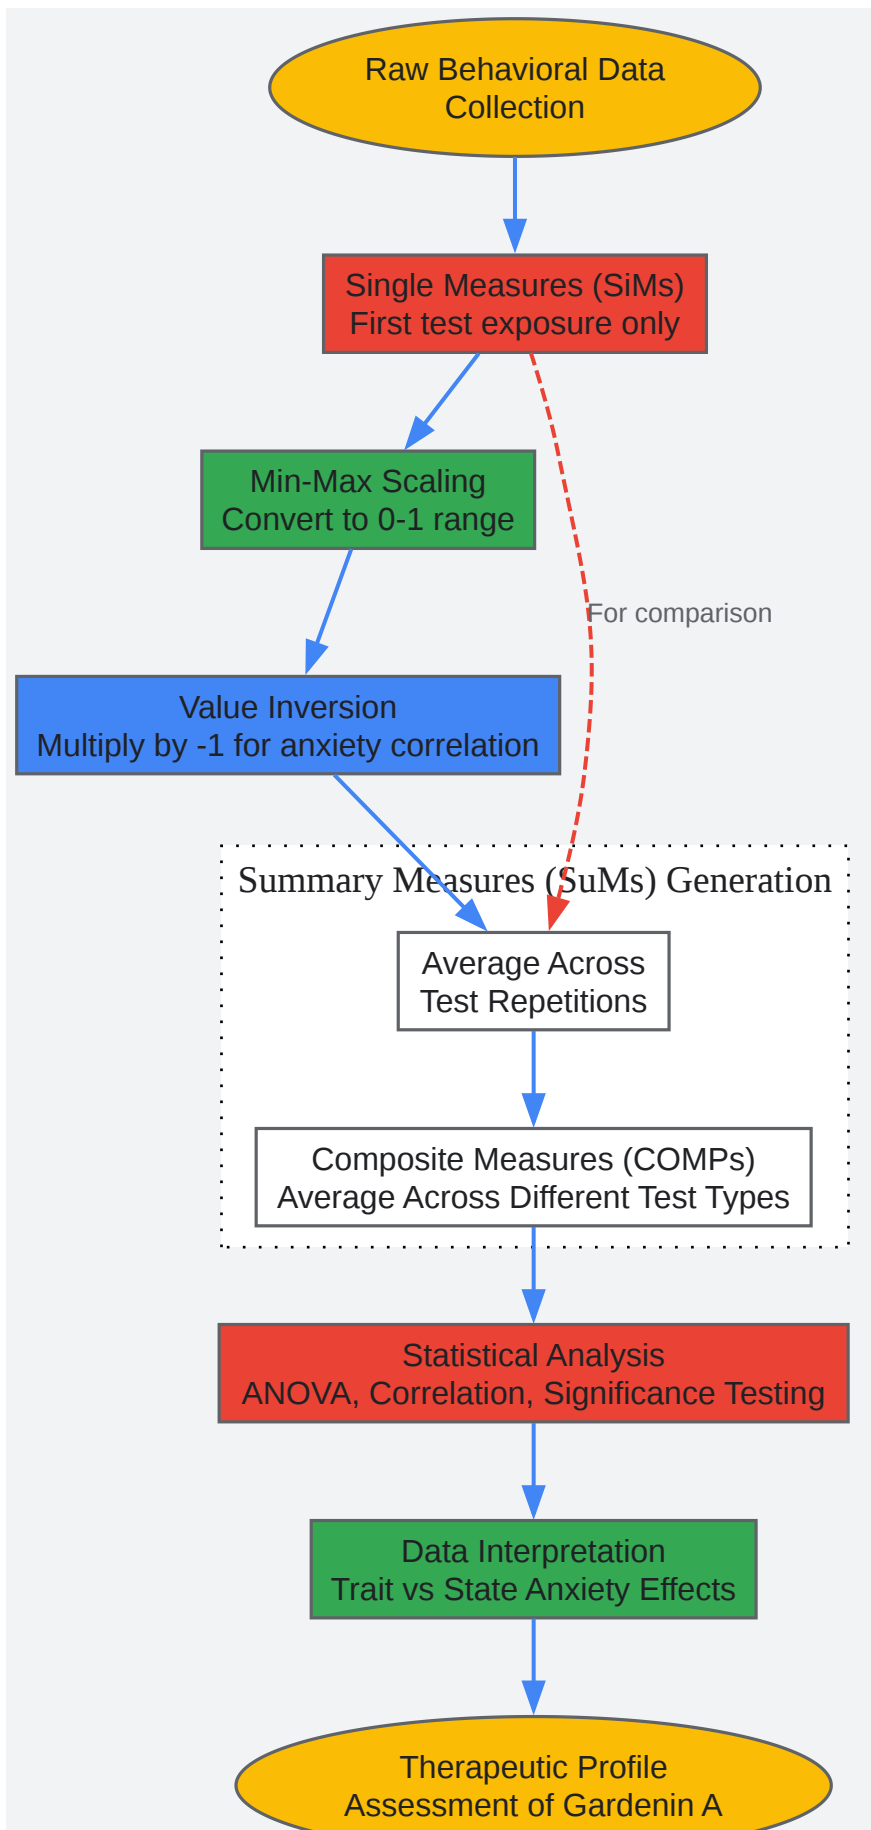 Raw Behavioral Data
Collection
Single Measures (SiMs)
First test exposure only
Min-Max Scaling
Convert to 0-1 range
For comparison
Value Inversion
Multiply by -1 for anxiety correlation
Summary Measures (SuMs) Generation
Average Across
Test Repetitions
Composite Measures (COMPs)
Average Across Different Test Types
Statistical Analysis
ANOVA, Correlation, Significance Testing
Data Interpretation
Trait vs State Anxiety Effects
Therapeutic Profile
Assessment of Gardenin A